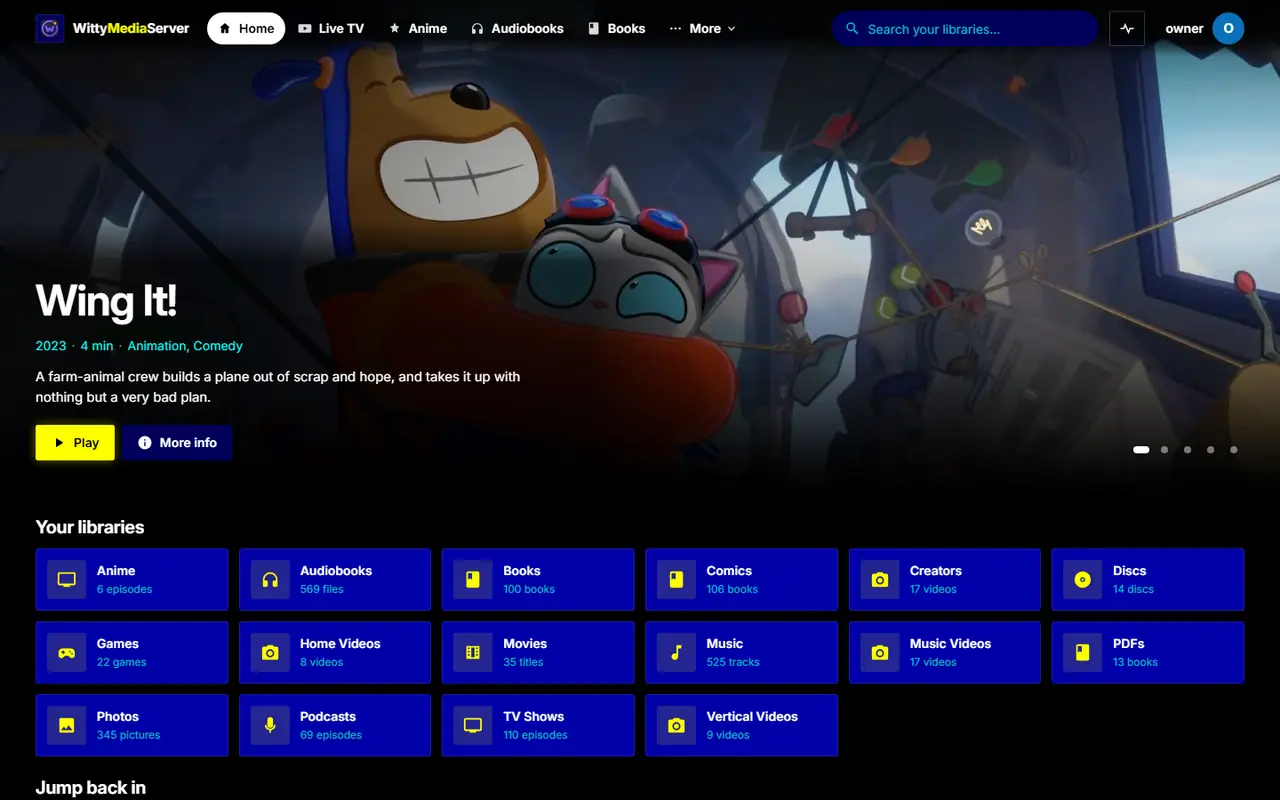 WittyMediaServer
Home
Live TV
Anime
Audiobooks
Books
More
Search your libraries...
owner
O
Wing It!
2023 · 4 min · Animation, Comedy
A farm-animal crew builds a plane out of scrap and hope, and takes it up with
nothing but a very bad plan.
Play
More info
Your libraries
Anime
6 episodes
Audiobooks
569 files
Books
100 books
Comics
106 books
Creators
17 videos
Discs
14 discs
Games
22 games
Home Videos
8 videos
Movies
35 titles
Music
525 tracks
Music Videos
17 videos
PDFs
13 books
Photos
345 pictures
Podcasts
69 episodes
TV Shows
110 episodes
Vertical Videos
9 videos
Jump back in